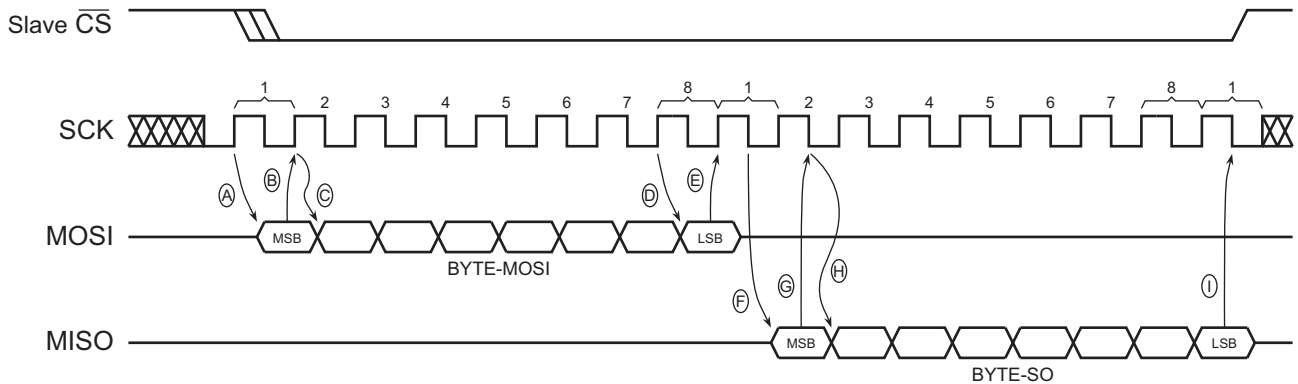 Slave CS
1 2 3 4 5 6 7 8 1 2 3 4 5 6 7 8 1
SCK
A B C D E
MOSI MSB LSB
BYTE-MOSI
F G H I
MISO MSB LSB
BYTE-SO